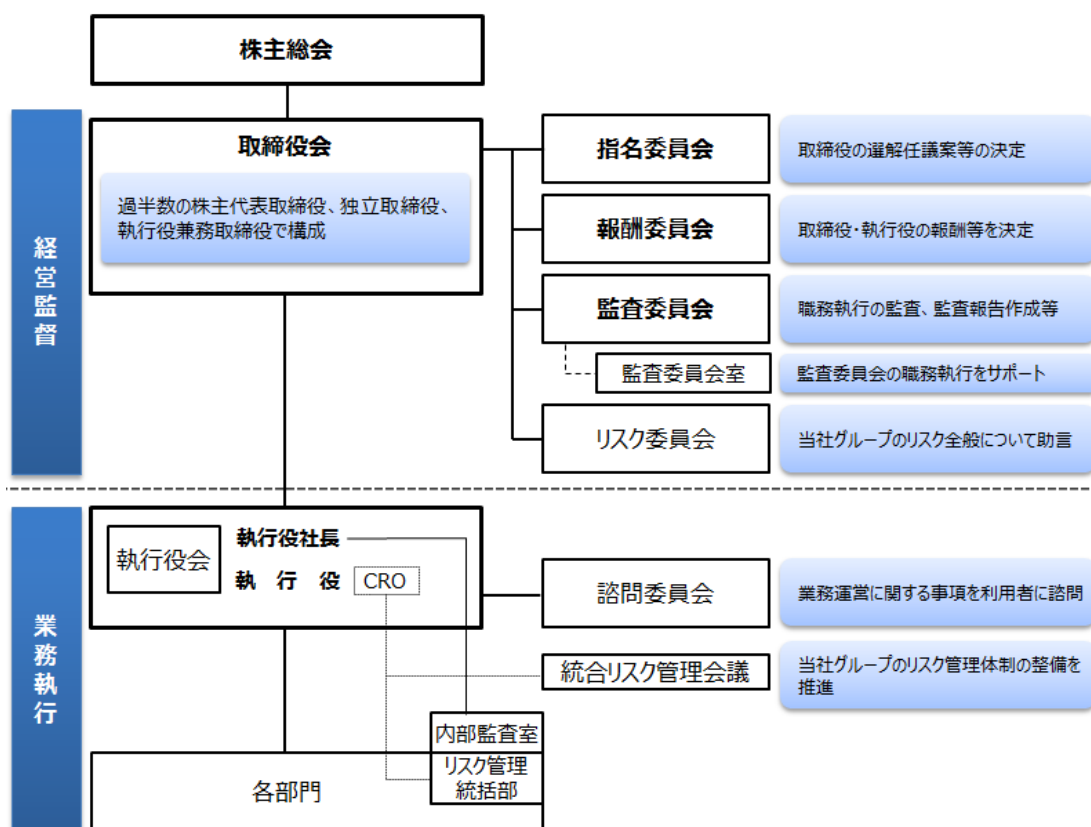 株主総会
経営監督
取締役会
過半数の株主代表取締役、独立取締役、
執行役兼務取締役で構成
指名委員会
取締役の選解任議案等の決定
報酬委員会
取締役・執行役の報酬等を決定
監査委員会
職務執行の監査、監査報告作成等
監査委員会室
監査委員会の職務執行をサポート
リスク委員会
当社グループのリスク全般について助言
業務執行
執行役会
執行役社長
執 行 役
CRO
諮問委員会
業務運営に関する事項を利用者に諮問
統合リスク管理会議
当社グループのリスク管理体制の整備を
推進
内部監査室
リスク管理
統括部
各部門